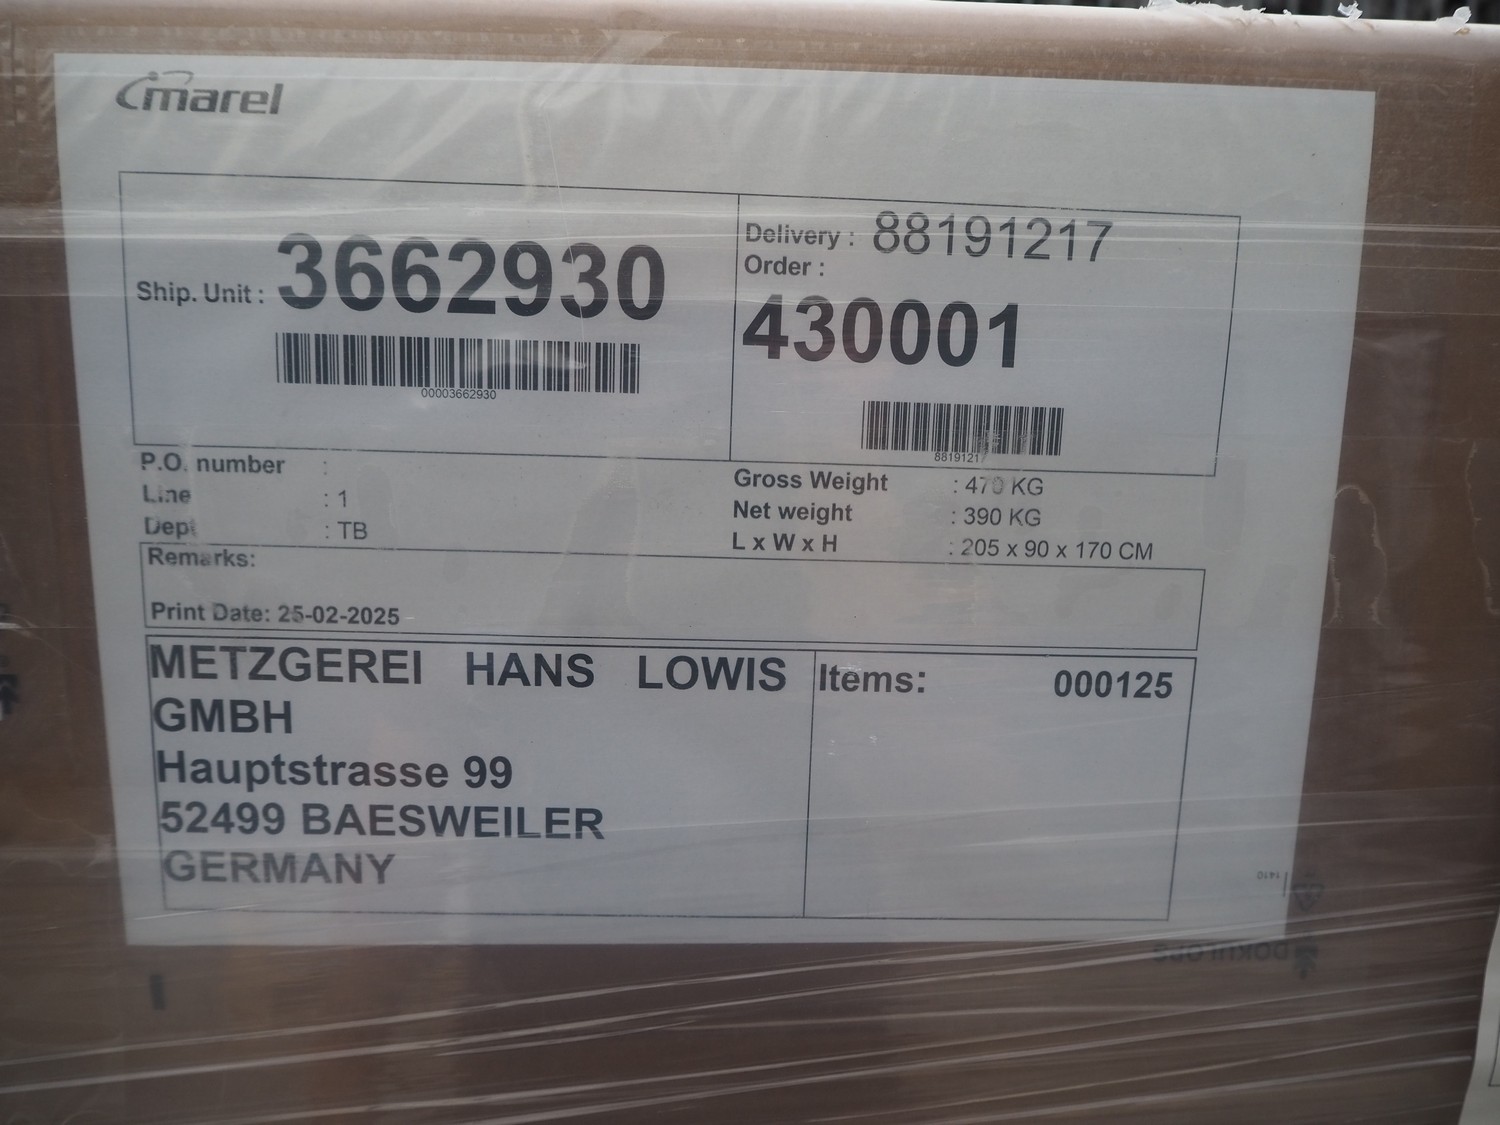 marel
Ship. Unit : 3662930
00003662930
Delivery : 88191217
Order :
430001
88191217
P.O. number :
Line : 1
Dept : TB
Gross Weight : 470 KG
Net weight : 390 KG
L x W x H : 205 x 90 x 170 CM
Remarks:
Print Date: 25-02-2025
METZGEREI HANS LOWIS
GMBH
Hauptstrasse 99
52499 BAESWEILER
GERMANY
Items: 000125
1410